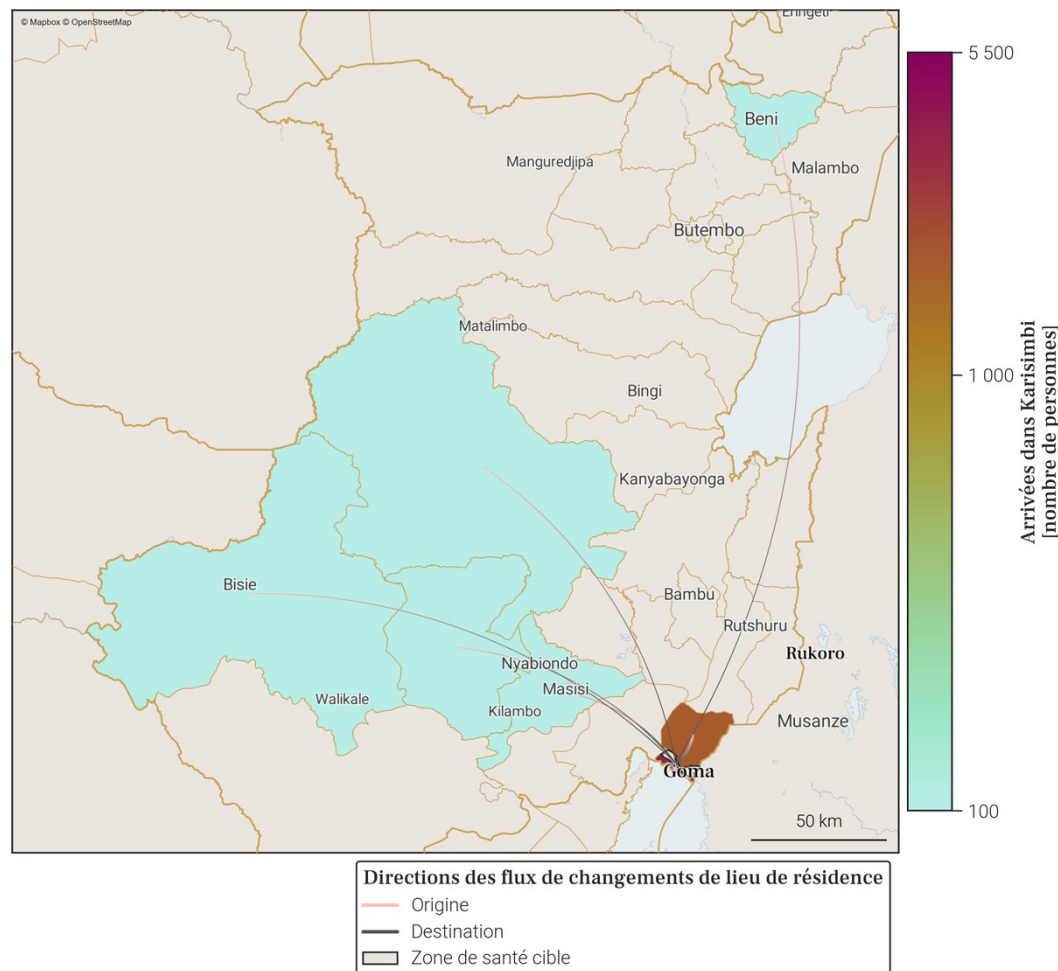 © Mapbox © OpenStreetMap
Eringeti
Beni
Manguredjipa
Malambo
Butembo
Matalimbo
Bingi
Kanyabayonga
Bisie
Bambu
Rutshuru
Rukoro
Nyabiondo
Masisi
Walikale
Kilambo
Musanze
Goma
50 km
5 500
1 000
100
Arrivées dans Karisimbi
[nombre de personnes]
Directions des flux de changements de lieu de résidence
Origine
Destination
Zone de santé cible